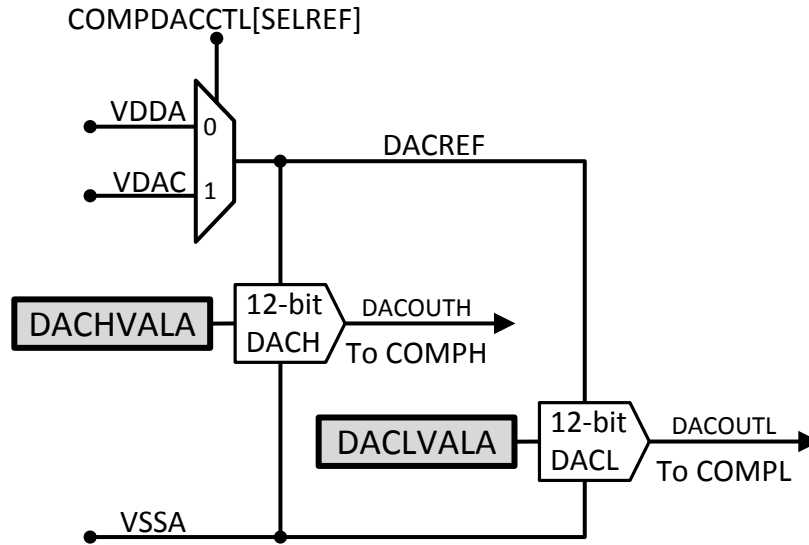 COMPDACCTL[SELREF]
VDDA
0
DACREF
VDAC
1
12-bit
DACH
DACHVALA
DACOUTH
To COMPH
12-bit
DACL
DACLVALA
DACOUTL
To COMPL
VSSA